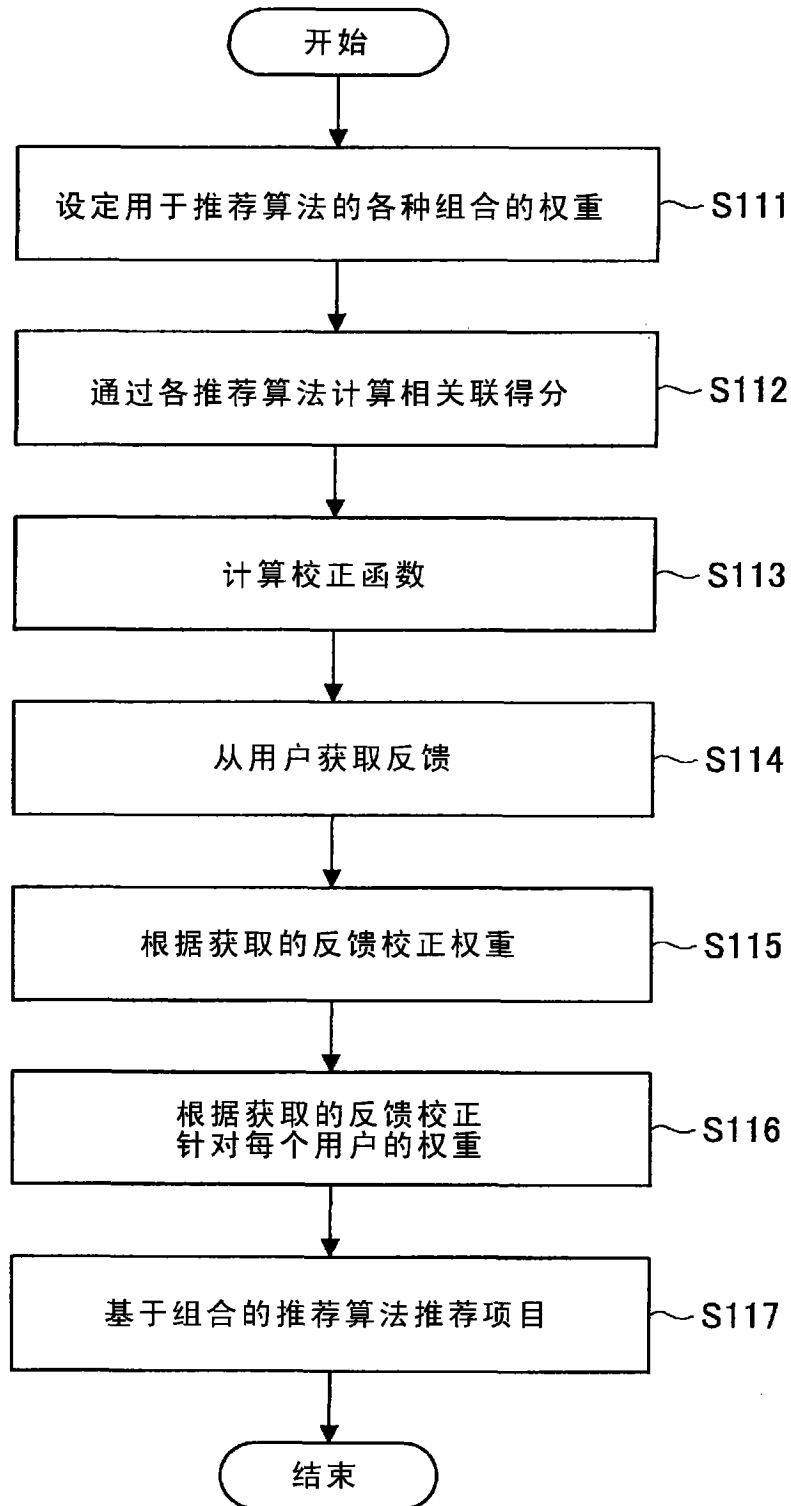 开始
设定用于推荐算法的各种组合的权重
S111
通过各推荐算法计算相关联得分
S112
计算校正函数
S113
从用户获取反馈
S114
根据获取的反馈校正权重
S115
根据获取的反馈校正
针对每个用户的权重
S116
基于组合的推荐算法推荐项目
S117
结束